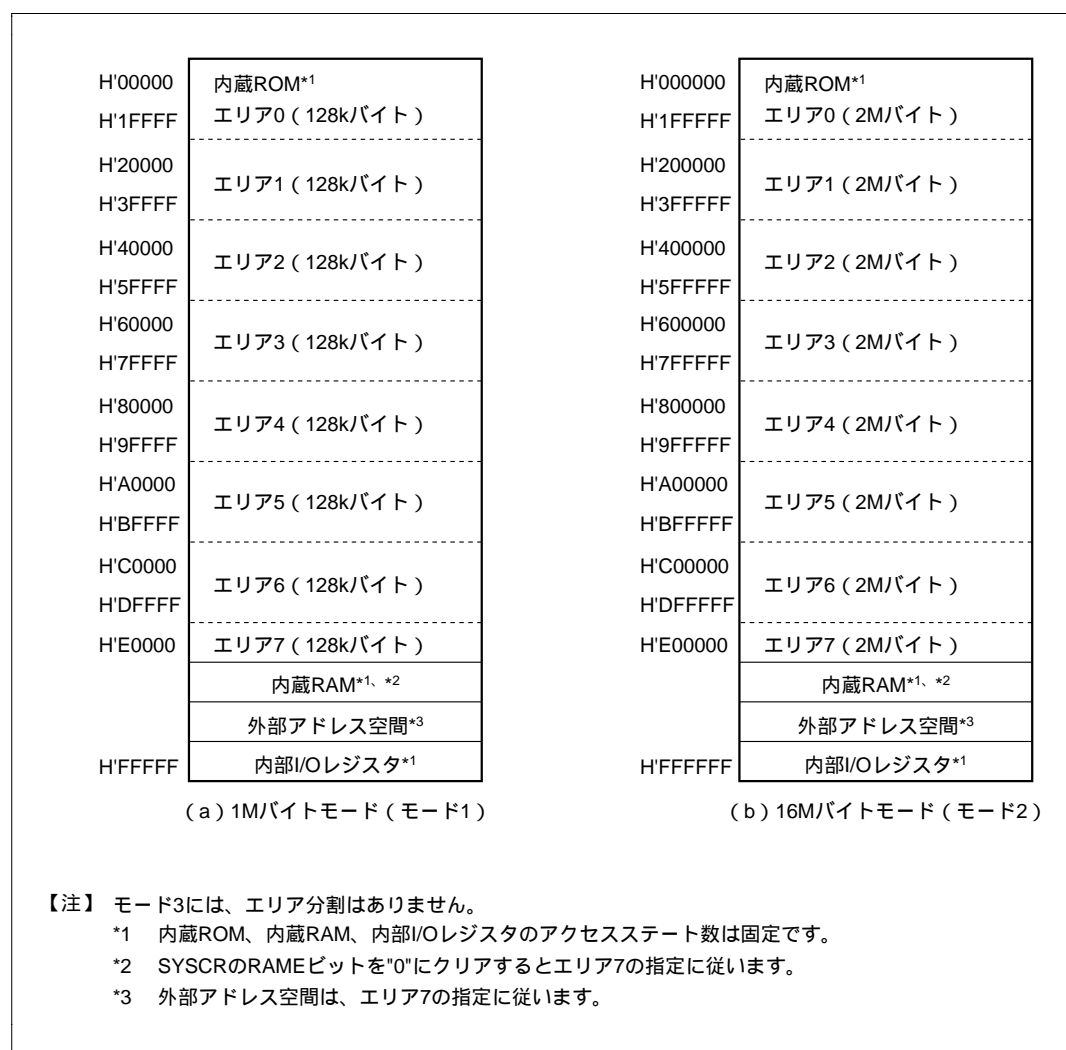 H'00000 内蔵ROM*1
H'1FFFF エリア0（128kバイト）
H'20000
エリア1（128kバイト）
H'3FFFF
H'40000
エリア2（128kバイト）
H'5FFFF
H'60000
エリア3（128kバイト）
H'7FFFF
H'80000
エリア4（128kバイト）
H'9FFFF
H'A0000
エリア5（128kバイト）
H'BFFFF
H'C0000
エリア6（128kバイト）
H'DFFFF
H'E0000 エリア7（128kバイト）
内蔵RAM*1、*2
外部アドレス空間*3
H'FFFFF 内部I/Oレジスタ*1
（a）1Mバイトモード（モード1）
H'000000 内蔵ROM*1
H'1FFFFF エリア0（2Mバイト）
H'200000
エリア1（2Mバイト）
H'3FFFFF
H'400000
エリア2（2Mバイト）
H'5FFFFF
H'600000
エリア3（2Mバイト）
H'7FFFFF
H'800000
エリア4（2Mバイト）
H'9FFFFF
H'A00000
エリア5（2Mバイト）
H'BFFFFF
H'C00000
エリア6（2Mバイト）
H'DFFFFF
H'E00000 エリア7（2Mバイト）
内蔵RAM*1、*2
外部アドレス空間*3
H'FFFFFF 内部I/Oレジスタ*1
（b）16Mバイトモード（モード2）
【注】 モード3には、エリア分割はありません。
*1 内蔵ROM、内蔵RAM、内部I/Oレジスタのアクセスステート数は固定です。
*2 SYSCRのRAMEビットを"0"にクリアするとエリア7の指定に従います。
*3 外部アドレス空間は、エリア7の指定に従います。